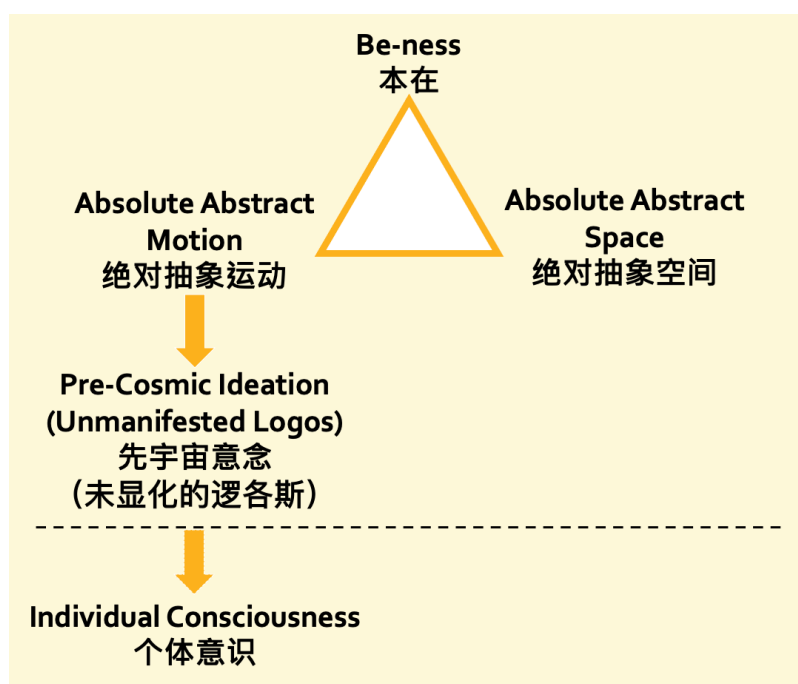 Be-ness
本在
Absolute Abstract
Motion
绝对抽象运动
Absolute Abstract
Space
绝对抽象空间
Pre-Cosmic Ideation
(Unmanifested Logos)
先宇宙意念
（未显化的逻各斯）
Individual Consciousness
个体意识